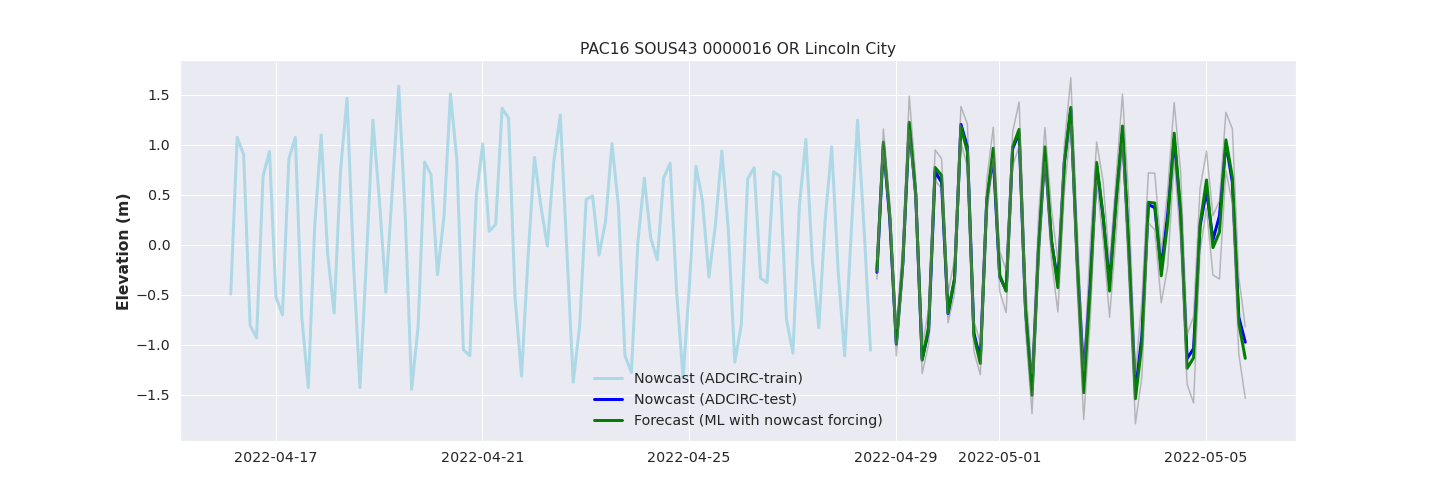 PAC16 SOUS43 0000016 OR Lincoln City
Elevation (m)
1.5
1.0
0.5
0.0
−0.5
−1.0
−1.5
Nowcast (ADCIRC-train)
Nowcast (ADCIRC-test)
Forecast (ML with nowcast forcing)
2022-04-17 2022-04-21 2022-04-25 2022-04-29 2022-05-01 2022-05-05